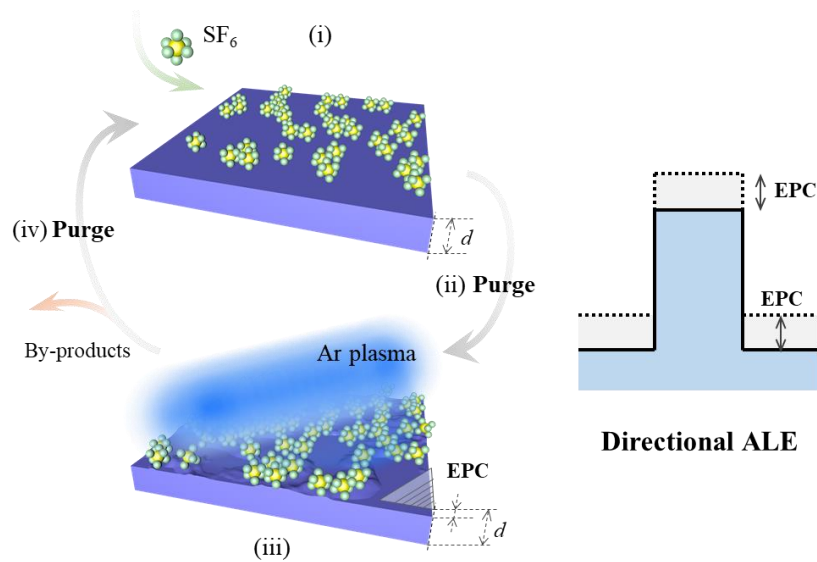 SF₆
(i)
d
(iv) Purge
(ii) Purge
By-products
Ar plasma
EPC
d
(iii)
EPC
EPC
Directional ALE